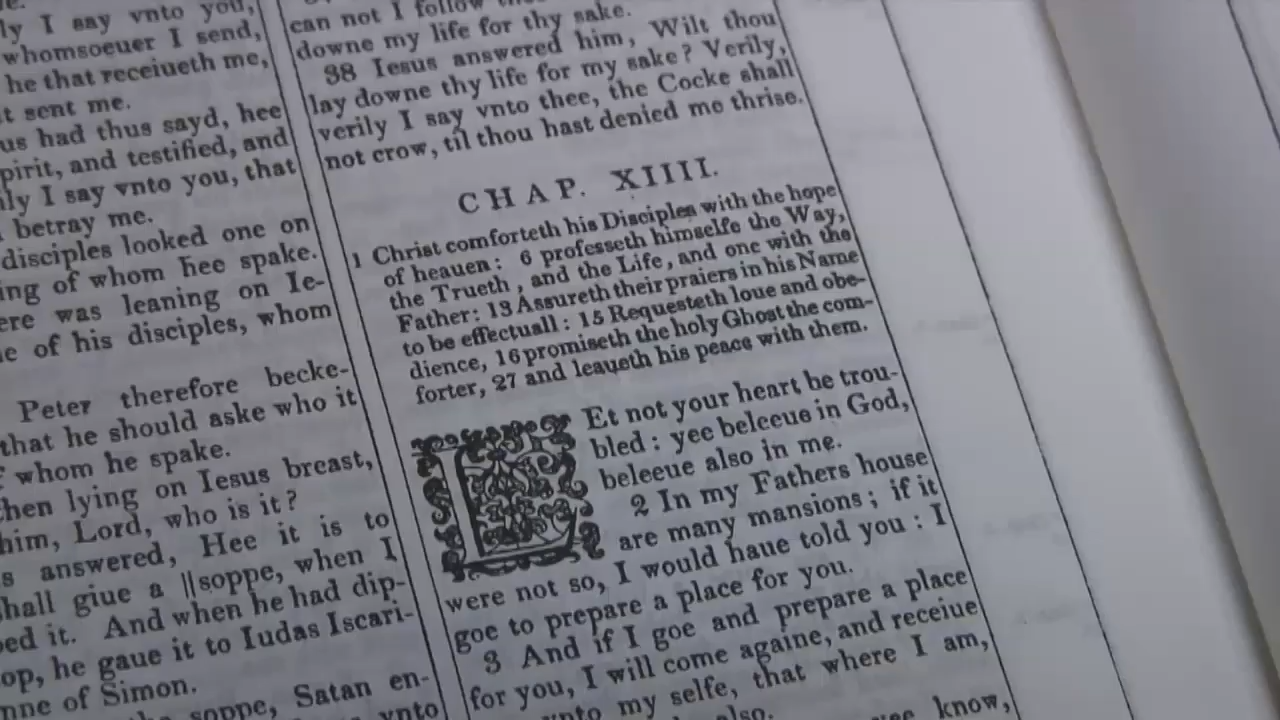 ly I say vnto you,
whomsoeuer I send,
he that receiueth me,
sent me.
us had thus sayd, hee
pirit, and testified, and
ily I say vnto you, that
betray me.
disciples looked one on
ing of whom hee spake.
ere was leaning on Ie-
e of his disciples, whom
Peter therefore becke-
that he should aske who it
whom he spake.
hen lying on Iesus breast,
him, Lord, who is it?
s answered, Hee it is to
hall giue a ||soppe, when I
ped it. And when he had dip-
op, he gaue it to Iudas Iscari-
nne of Simon.
soppe, Satan en-
vnto
can not I follow
downe my life for thy sake.
38 Iesus answered him, Wilt thou
lay downe thy life for my sake? Verily,
verily I say vnto thee, the Cocke shall
not crow, til thou hast denied me thrise.
CHAP. XIIII.
1 Christ comforteth his Disciples with the hope
of heauen: 6 professeth himselfe the Way,
the Trueth, and the Life, and one with the
Father: 13 Assureth their praiers in his Name
to be effectuall: 15 Requesteth loue and obe-
dience, 16 promiseth the holy Ghost the com-
forter, 27 and leaueth his peace with them.
LEt not your heart be trou-
bled: yee beleeue in God,
beleeue also in me.
2 In my Fathers house
are many mansions; if it
were not so, I would haue told you: I
goe to prepare a place for you.
3 And if I goe and prepare a place
for you, I will come againe, and receiue
vnto my selfe, that where I am,
also.
yee know,